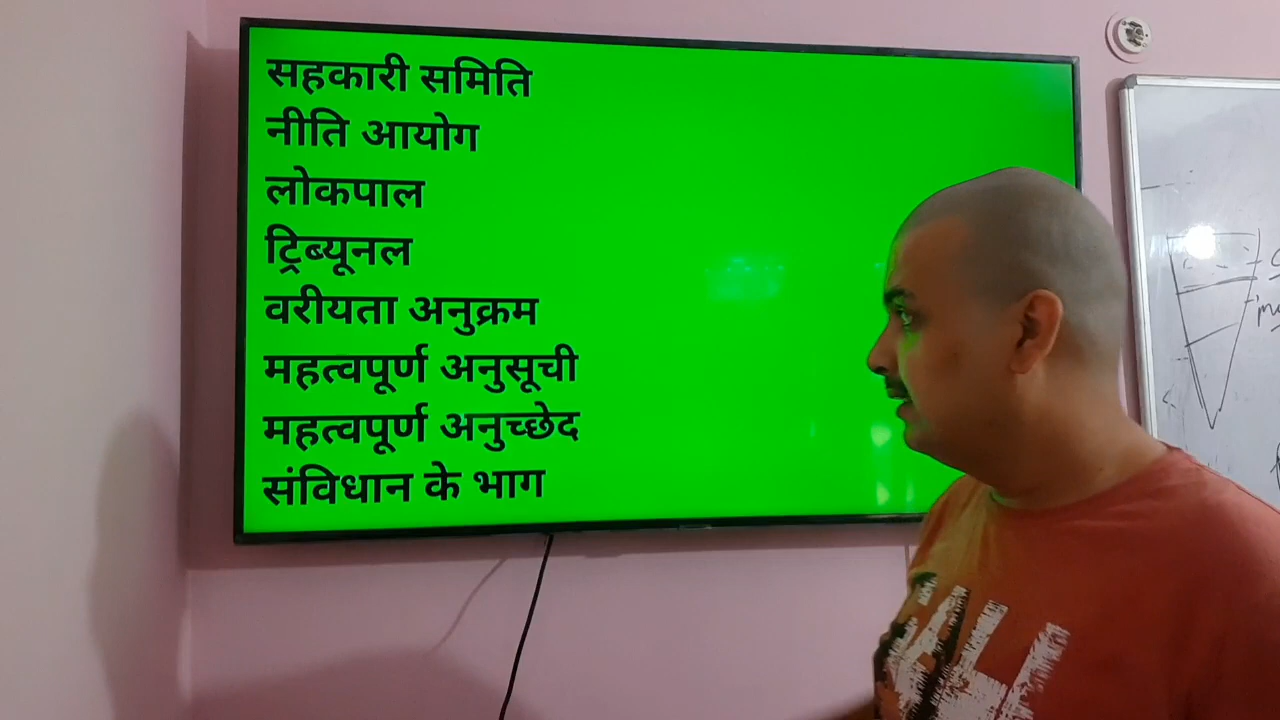 सहकारी समिति
नीति आयोग
लोकपाल
ट्रिब्यूनल
वरीयता अनुक्रम
महत्वपूर्ण अनुसूची
महत्वपूर्ण अनुच्छेद
संविधान के भाग